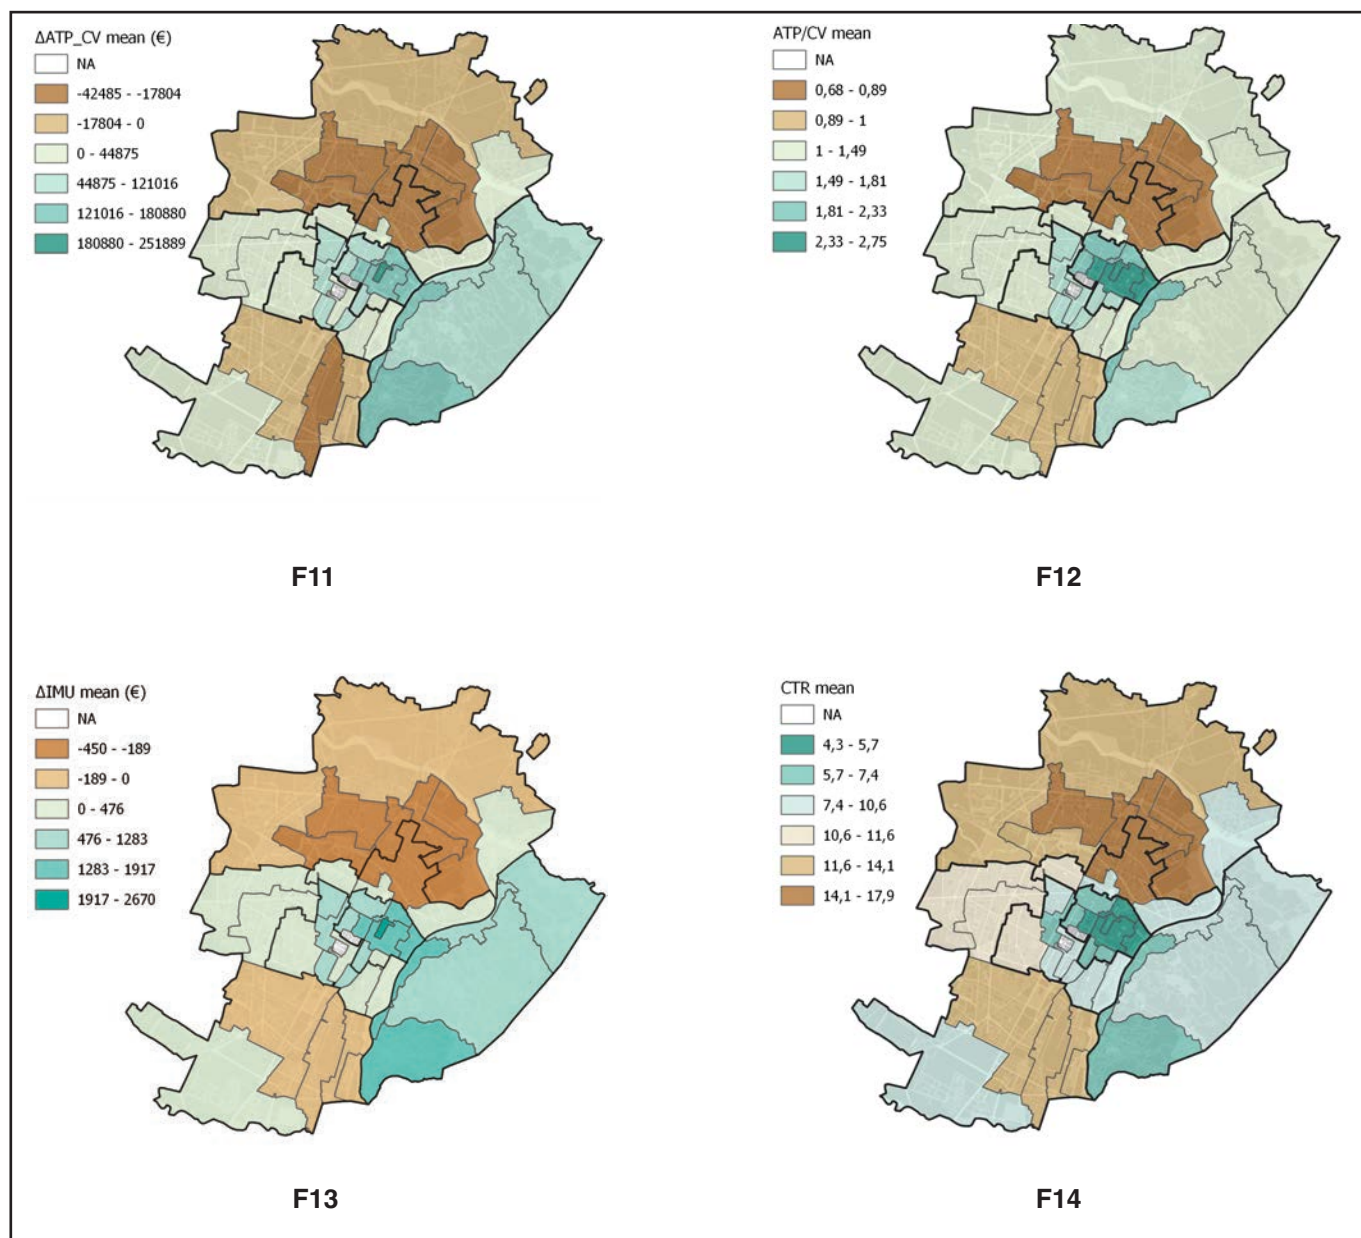 ΔATP_CV mean (€)
NA
-42485 - -17804
-17804 - 0
0 - 44875
44875 - 121016
121016 - 180880
180880 - 251889
F11
ATP/CV mean
NA
0,68 - 0,89
0,89 - 1
1 - 1,49
1,49 - 1,81
1,81 - 2,33
2,33 - 2,75
F12
ΔIMU mean (€)
NA
-450 - -189
-189 - 0
0 - 476
476 - 1283
1283 - 1917
1917 - 2670
F13
CTR mean
NA
4,3 - 5,7
5,7 - 7,4
7,4 - 10,6
10,6 - 11,6
11,6 - 14,1
14,1 - 17,9
F14